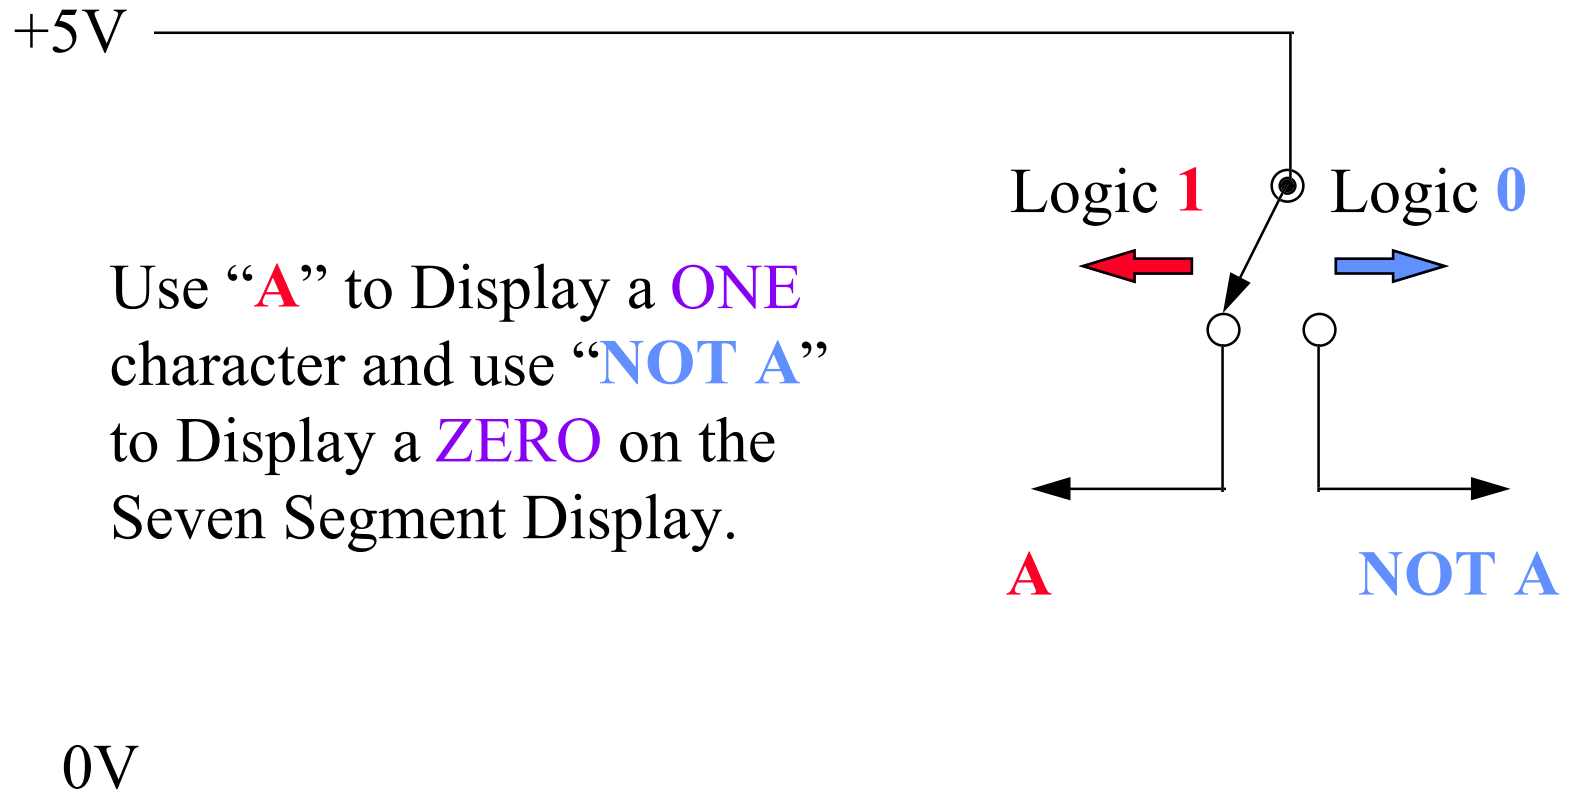 +5V
Logic 1
Logic 0
Use “A” to Display a ONE
character and use “NOT A”
to Display a ZERO on the
Seven Segment Display.
A
NOT A
0V